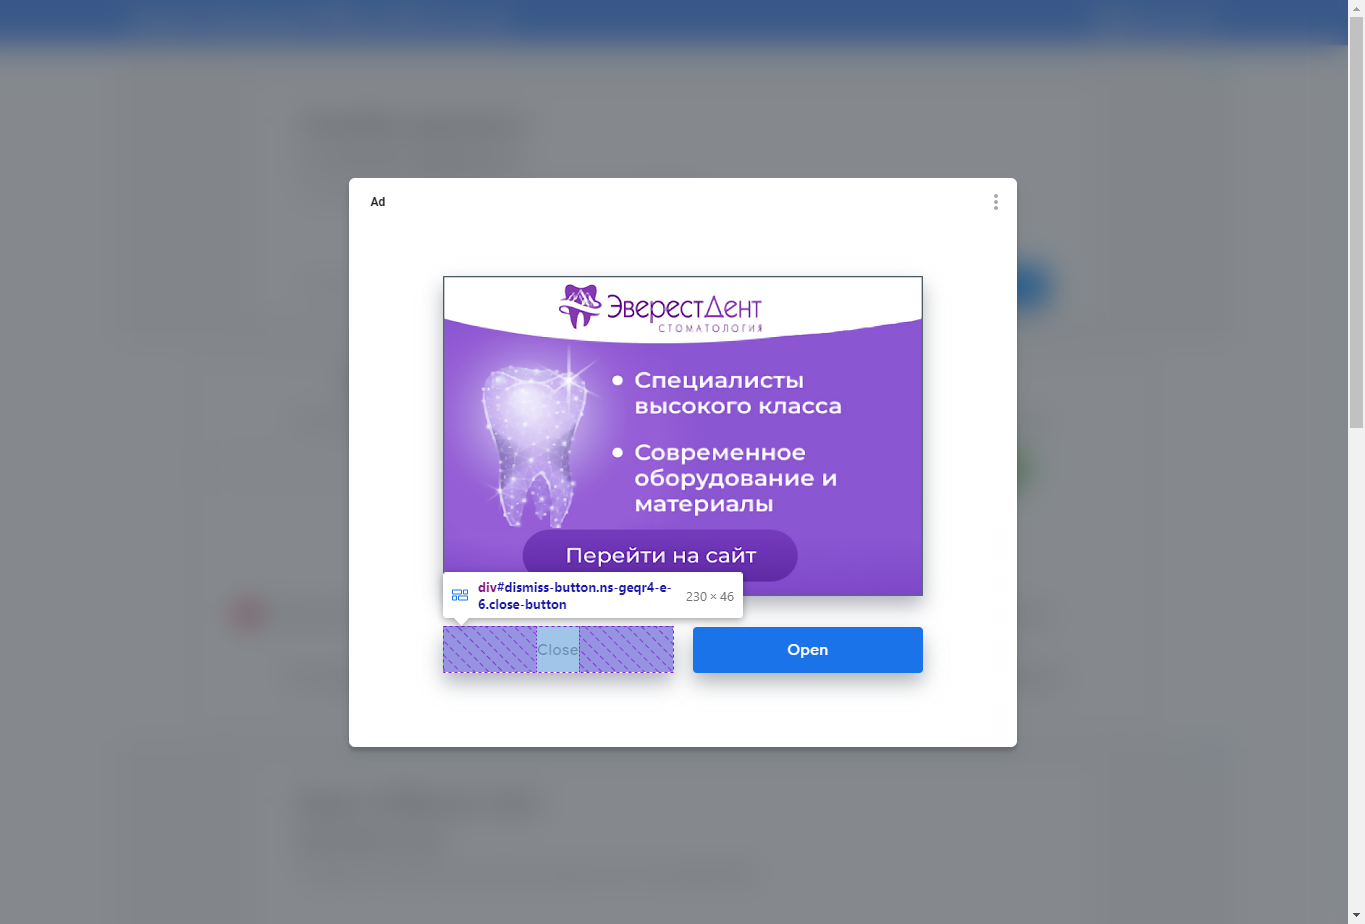 Ad
ЭверестДент
СТОМАТОЛОГИЯ
• Специалисты
высокого класса
• Современное
оборудование и
материалы
Перейти на сайт
div#dismiss-button.ns-geqr4-e-
6.close-button
230 × 46
Close
Open